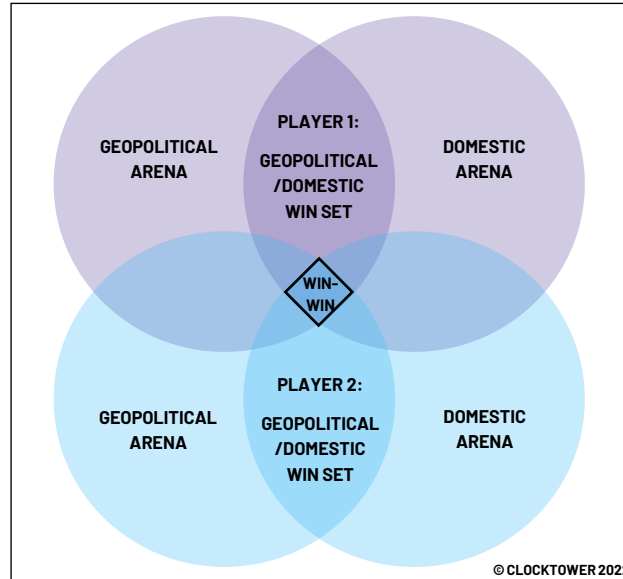 PLAYER 1:
GEOPOLITICAL
ARENA
GEOPOLITICAL
/DOMESTIC
WIN SET
DOMESTIC
ARENA
WIN-
WIN
PLAYER 2:
GEOPOLITICAL
ARENA
GEOPOLITICAL
/DOMESTIC
WIN SET
DOMESTIC
ARENA
© CLOCKTOWER